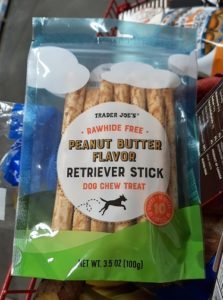 TRADER JOE'S
RAWHIDE FREE
PEANUT BUTTER
FLAVOR
RETRIEVER STICK
DOG CHEW TREAT
10
NET WT. 3.5 OZ (100g)